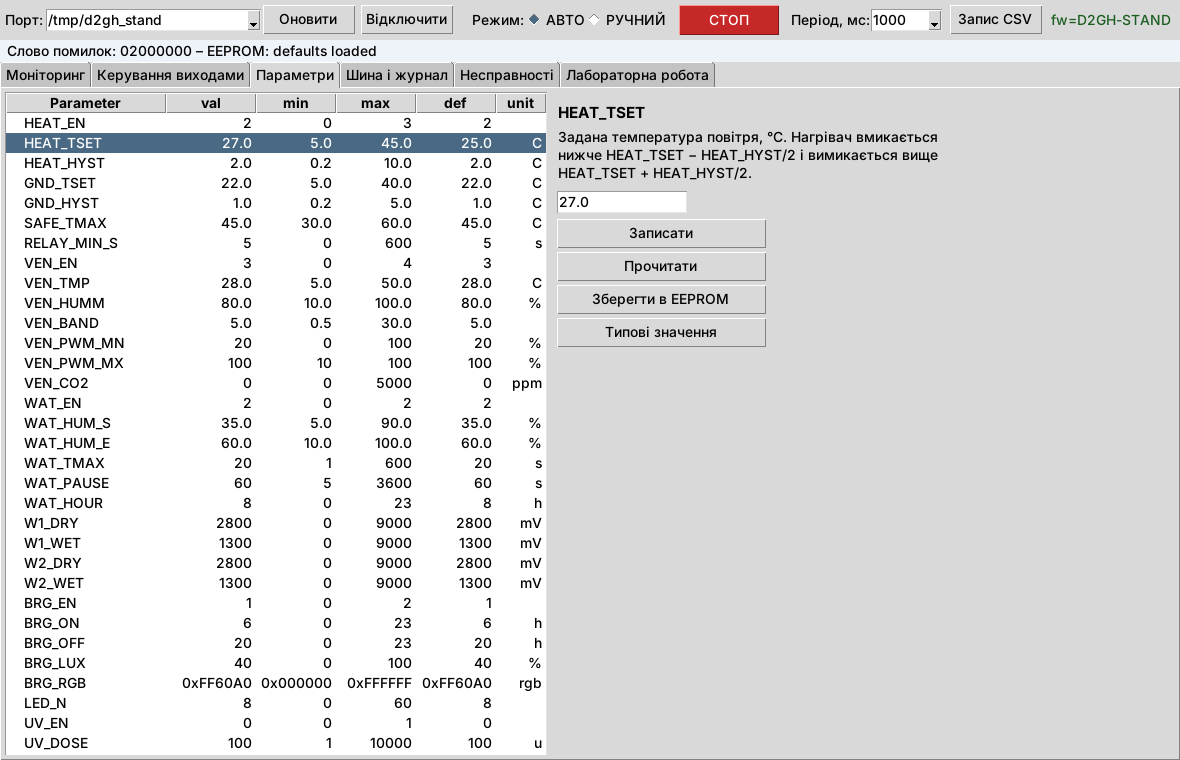 Порт: /tmp/d2gh_stand Оновити Відключити Режим: АВТО РУЧНИЙ СТОП Період, мс: 1000 Запис CSV fw=D2GH-STAND
Слово помилок: 02000000 – EEPROM: defaults loaded
Моніторинг Керування виходами Параметри Шина і журнал Несправності Лабораторна робота
Parameter val min max def unit
HEAT_EN 2 0 3 2
HEAT_TSET 27.0 5.0 45.0 25.0 C
HEAT_HYST 2.0 0.2 10.0 2.0 C
GND_TSET 22.0 5.0 40.0 22.0 C
GND_HYST 1.0 0.2 5.0 1.0 C
SAFE_TMAX 45.0 30.0 60.0 45.0 C
RELAY_MIN_S 5 0 600 5 s
VEN_EN 3 0 4 3
VEN_TMP 28.0 5.0 50.0 28.0 C
VEN_HUMM 80.0 10.0 100.0 80.0 %
VEN_BAND 5.0 0.5 30.0 5.0
VEN_PWM_MN 20 0 100 20 %
VEN_PWM_MX 100 10 100 100 %
VEN_CO2 0 0 5000 0 ppm
WAT_EN 2 0 2 2
WAT_HUM_S 35.0 5.0 90.0 35.0 %
WAT_HUM_E 60.0 10.0 100.0 60.0 %
WAT_TMAX 20 1 600 20 s
WAT_PAUSE 60 5 3600 60 s
WAT_HOUR 8 0 23 8 h
W1_DRY 2800 0 9000 2800 mV
W1_WET 1300 0 9000 1300 mV
W2_DRY 2800 0 9000 2800 mV
W2_WET 1300 0 9000 1300 mV
BRG_EN 1 0 2 1
BRG_ON 6 0 23 6 h
BRG_OFF 20 0 23 20 h
BRG_LUX 40 0 100 40 %
BRG_RGB 0xFF60A0 0x000000 0xFFFFFF 0xFF60A0 rgb
LED_N 8 0 60 8
UV_EN 0 0 1 0
UV_DOSE 100 1 10000 100 u
HEAT_TSET
Задана температура повітря, °C. Нагрівач вмикається
нижче HEAT_TSET − HEAT_HYST/2 і вимикається вище
HEAT_TSET + HEAT_HYST/2.
27.0
Записати
Прочитати
Зберегти в EEPROM
Типові значення